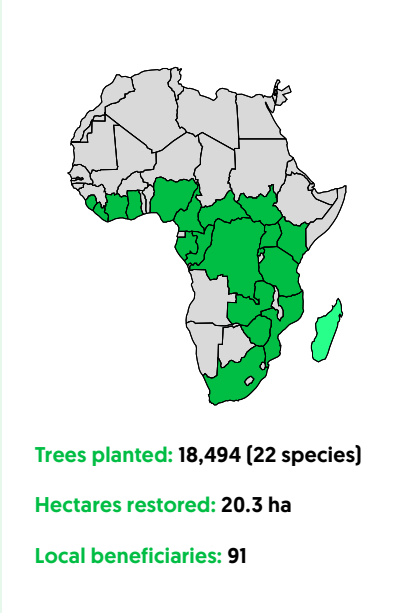 Trees planted: 18,494 (22 species)
Hectares restored: 20.3 ha
Local beneficiaries: 91